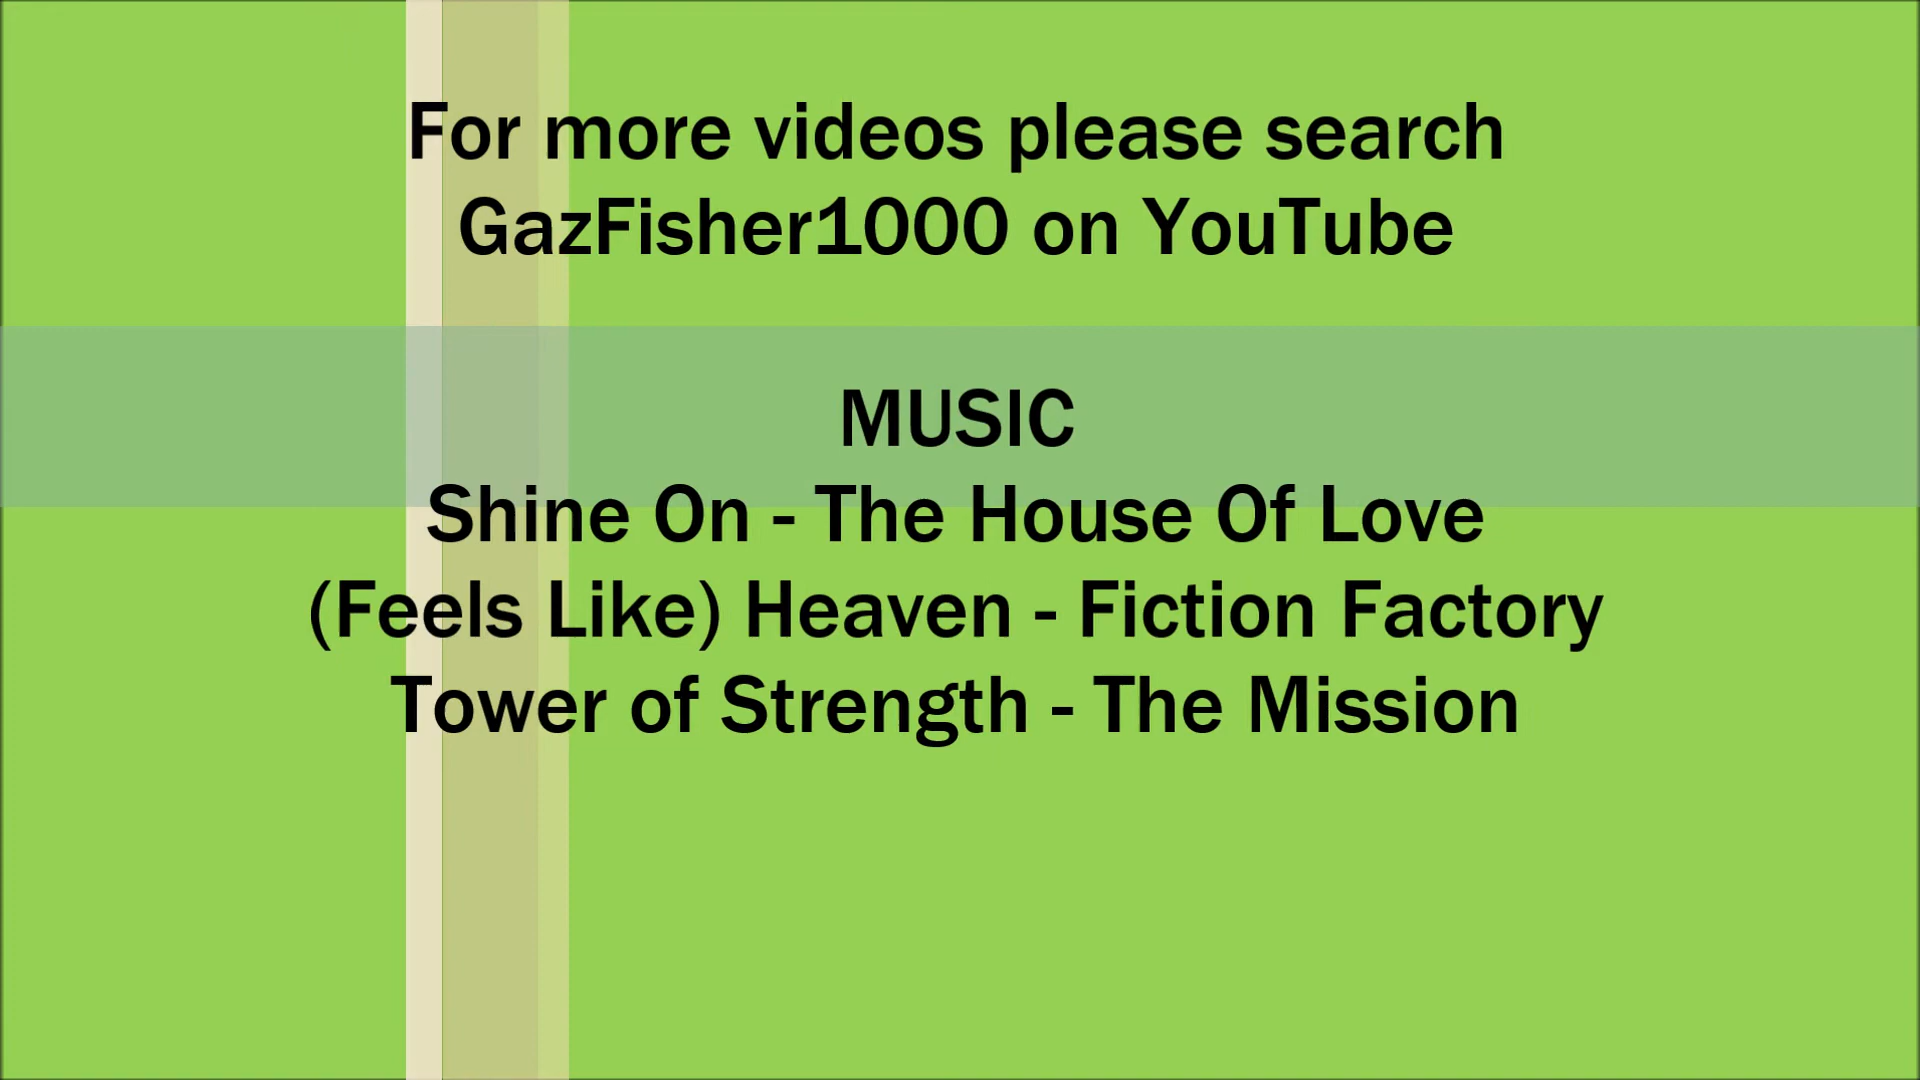 For more videos please search
GazFisher1000 on YouTube
MUSIC
Shine On - The House Of Love
(Feels Like) Heaven - Fiction Factory
Tower of Strength - The Mission